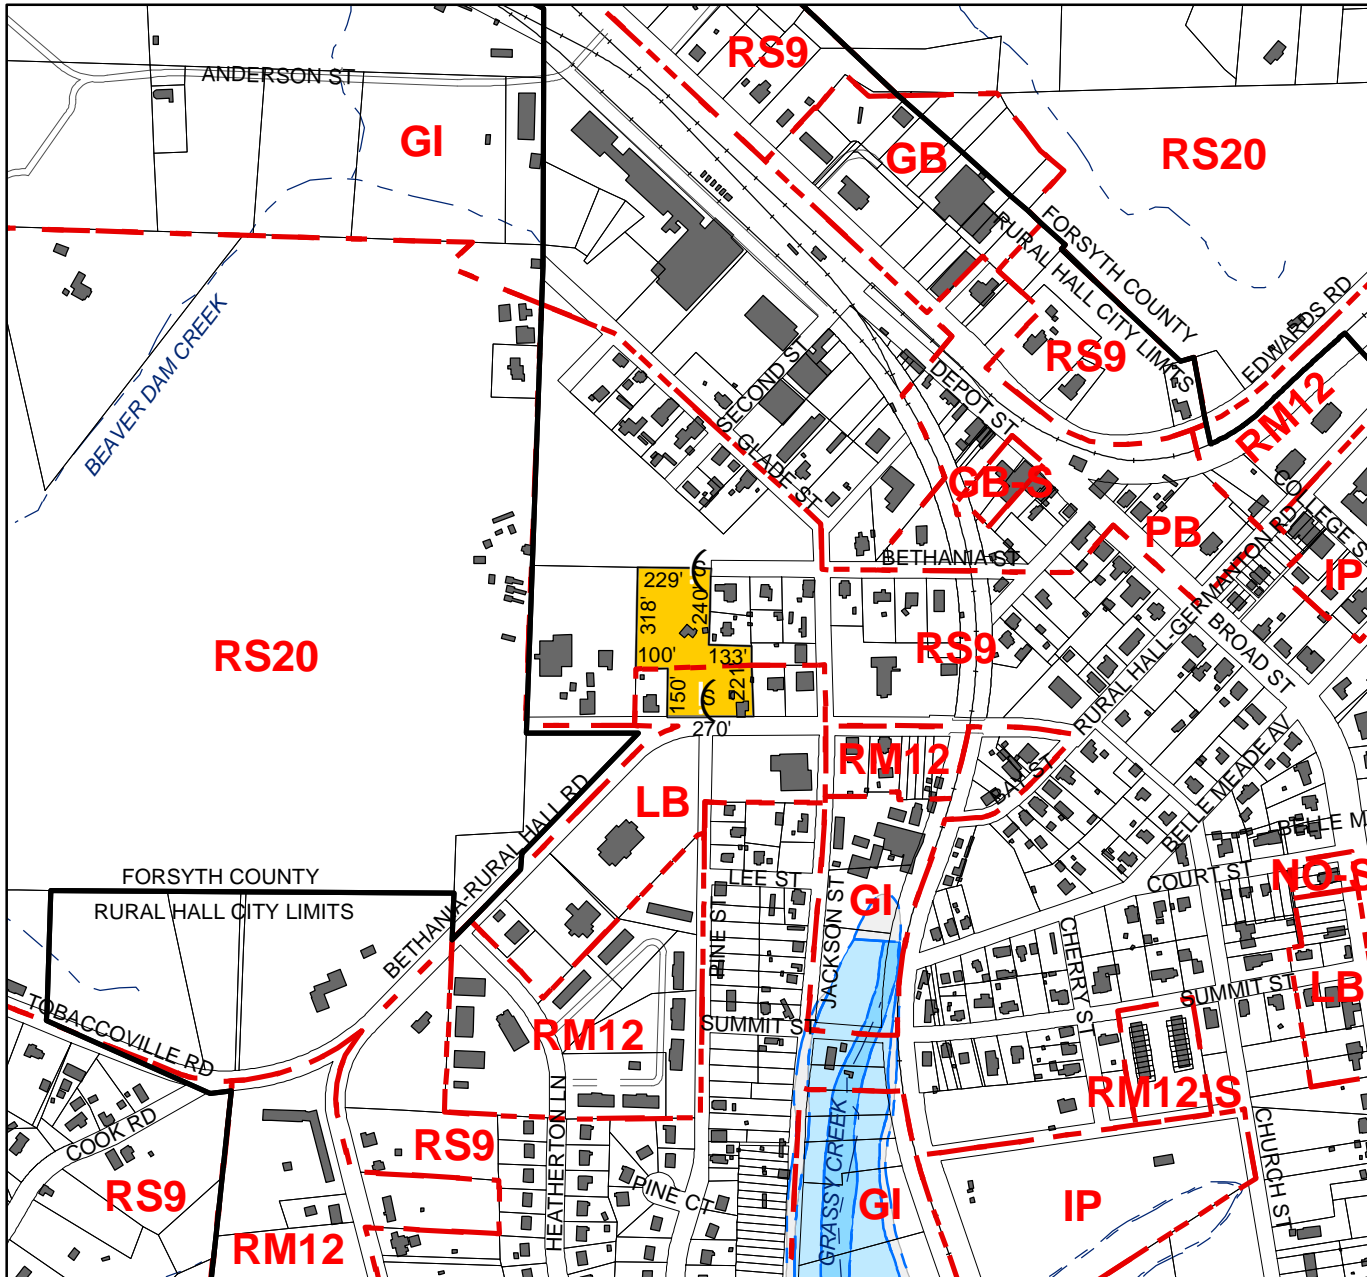 RS9
ANDERSON ST
GI
GB
RS20
FORSYTH COUNTY
RURAL HALL CITY LIMITS
EDWARDS RD
BEAVER DAM CREEK
SECOND ST
RS9
DEPOT ST
RM12
GLADE ST
GB-S
COLLEGE S
PB
BETHANIA ST
IP
S
229'
240'
318'
RURAL HALL-GERMANTON RD
BROAD ST
RS20
RS9
100'
133'
221'
150'
S
270'
RM12
BAY ST
BELLE MEADE AV
LB
BELLE M
BETHANIA-RURAL HALL RD
FORSYTH COUNTY
RURAL HALL CITY LIMITS
LEE ST
COURT ST
NO-S
GI
PINE ST
JACKSON ST
CHERRY ST
SUMMIT ST
LB
TOBACCOVILLE RD
SUMMIT ST
RM12
RM12-S
COOK RD
RS9
HEATHERTON LN
GRASSY CREEK
CHURCH ST
RS9
PINE CT
GI
IP
RM12